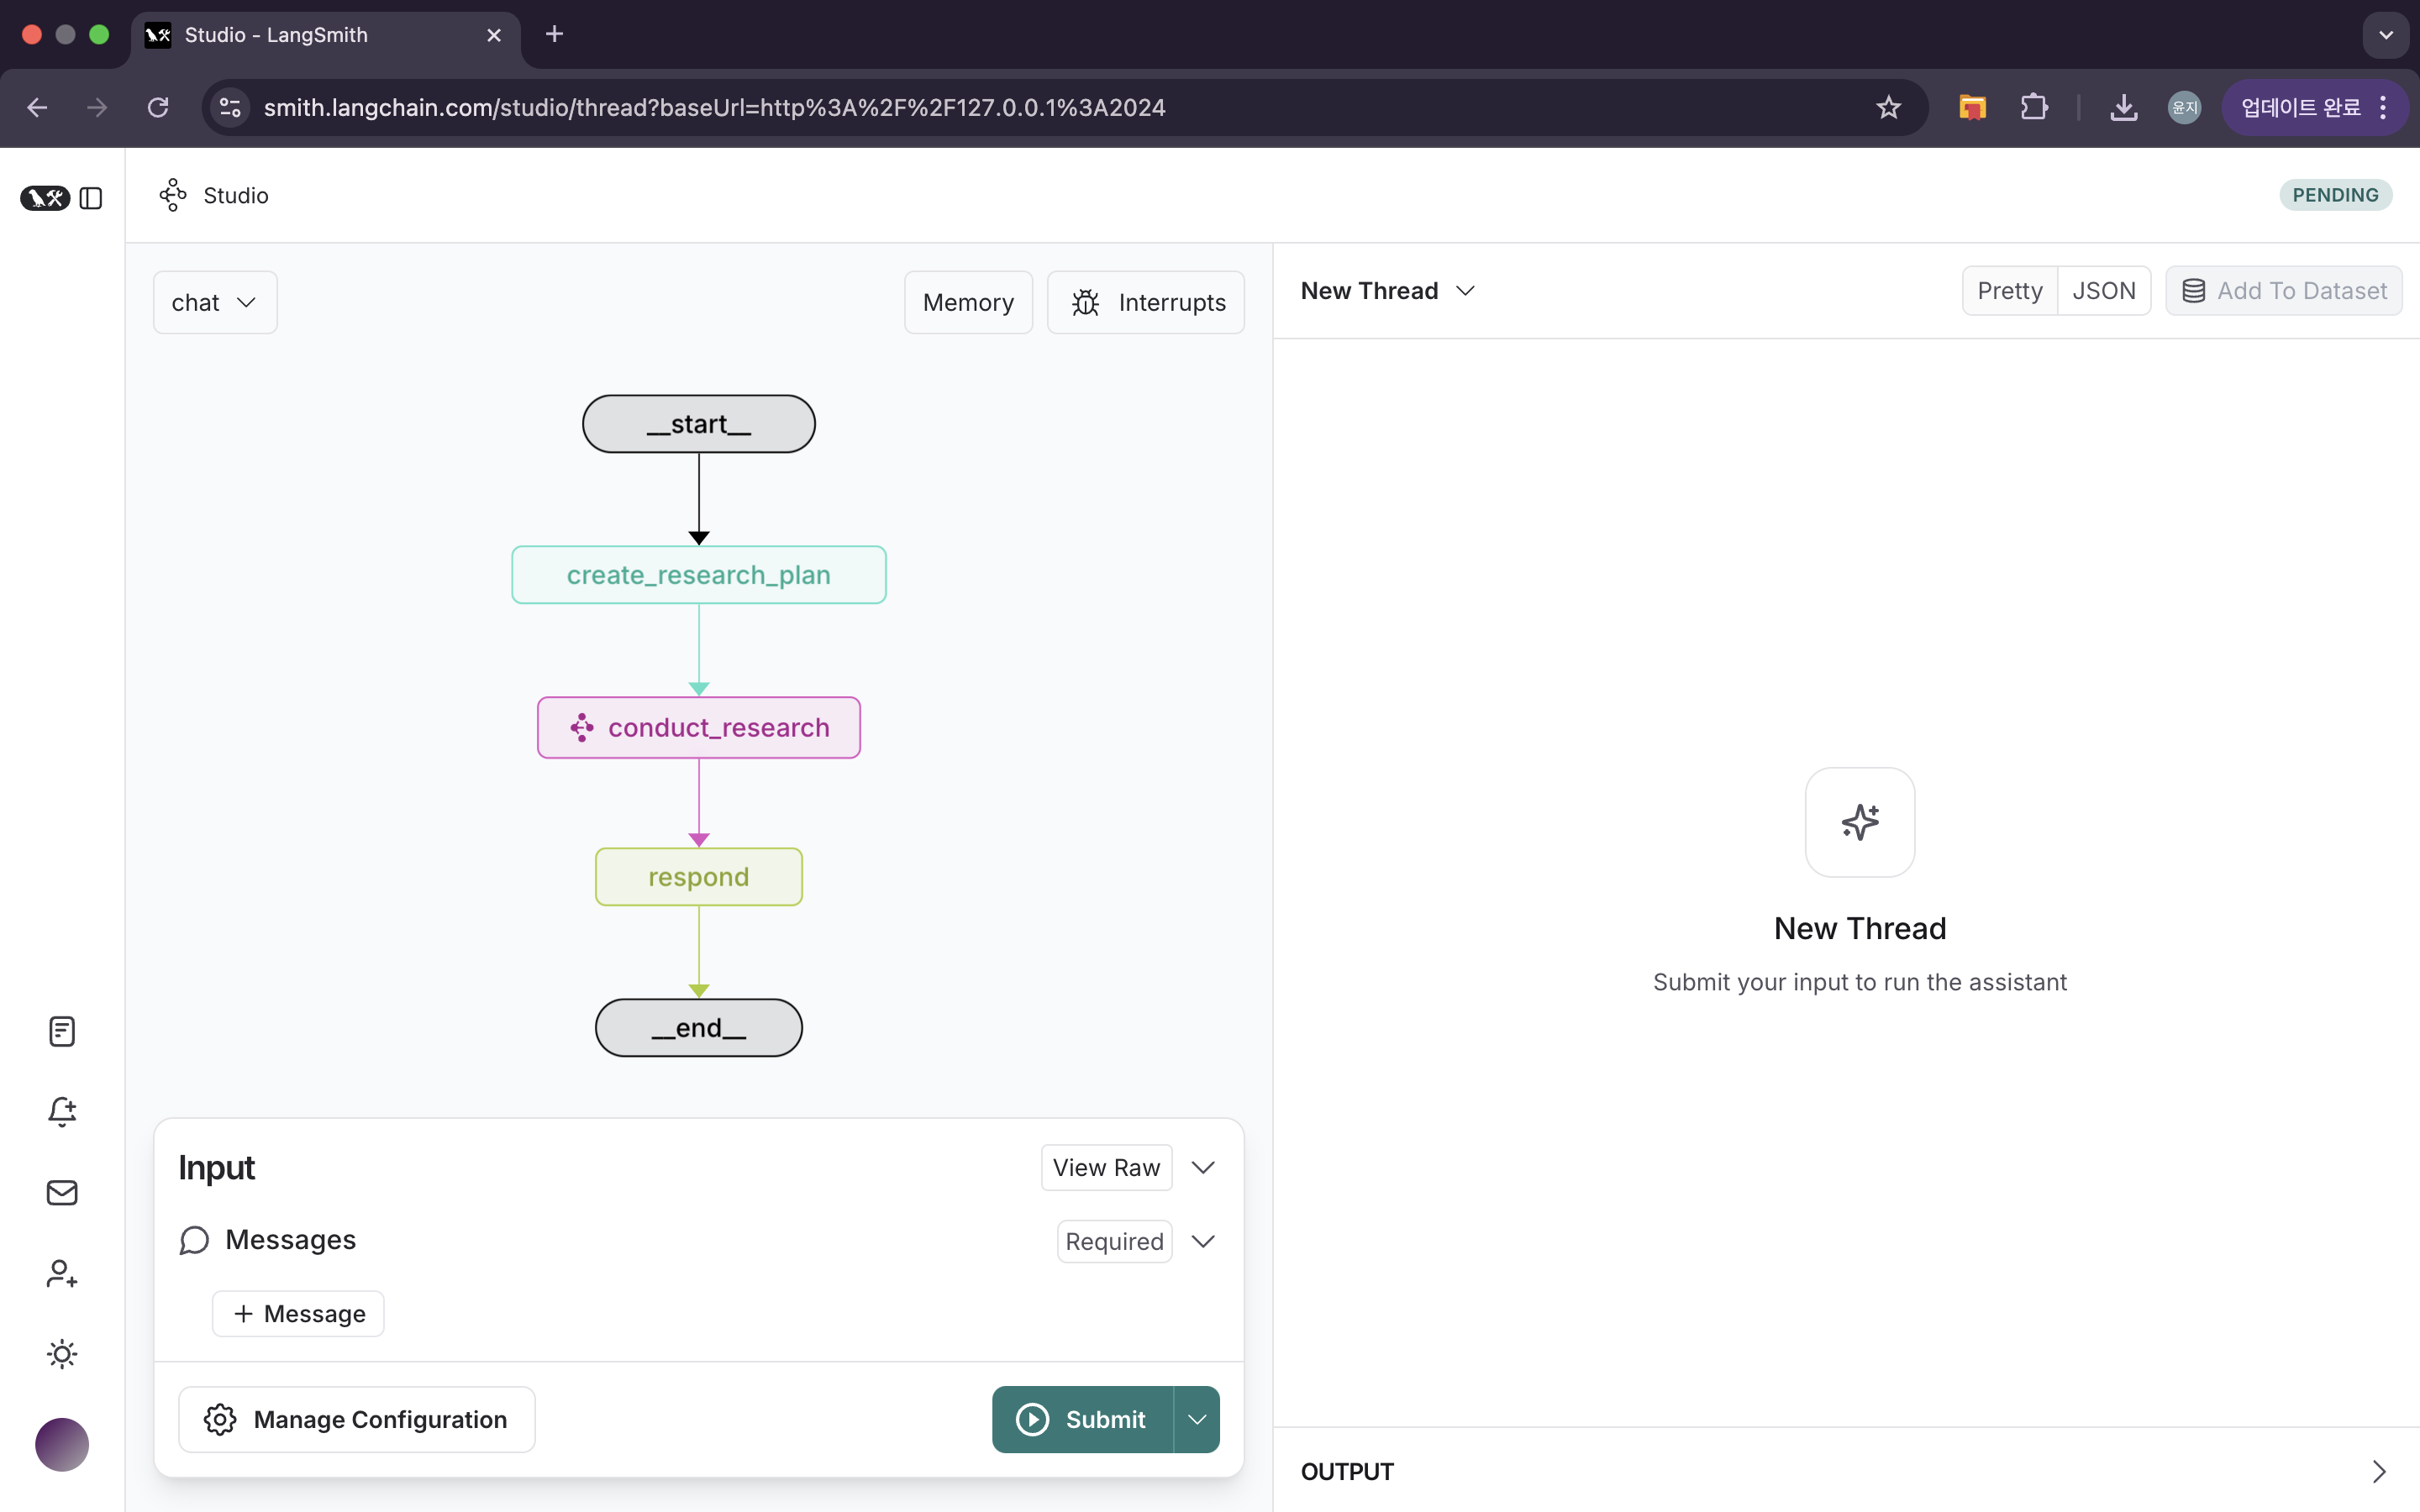 Studio - LangSmith
smith.langchain.com/studio/thread?baseUrl=http%3A%2F%2F127.0.0.1%3A2024
윤지
업데이트 완료
Studio
PENDING
chat
Memory
Interrupts
New Thread
Pretty
JSON
Add To Dataset
__start__
create_research_plan
conduct_research
respond
__end__
New Thread
Submit your input to run the assistant
Input
View Raw
Messages
Required
+ Message
Manage Configuration
Submit
OUTPUT